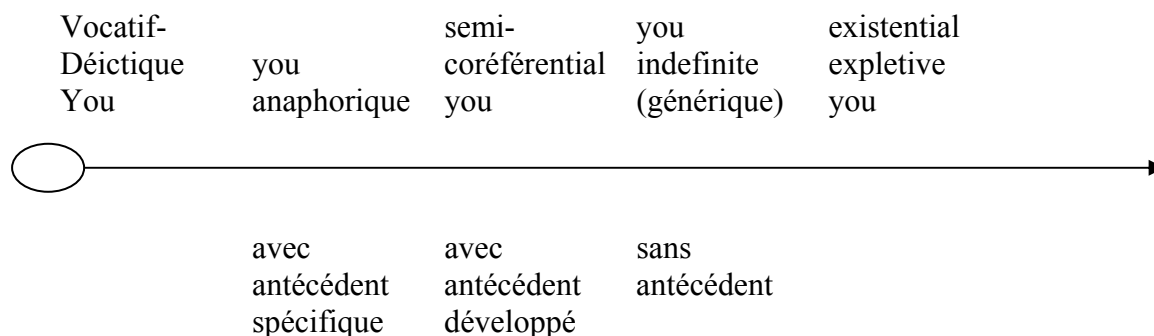 Vocatif- semi- you existential
Déictique you coréférential indefinite expletive
You anaphorique you (générique) you
avec avec sans
antécédent antécédent antécédent
spécifique développé